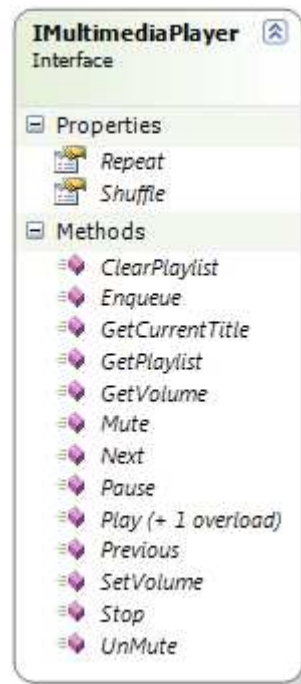 IMultimediaPlayer
Interface
Properties
Repeat
Shuffle
Methods
ClearPlaylist
Enqueue
GetCurrentTitle
GetPlaylist
GetVolume
Mute
Next
Pause
Play (+ 1 overload)
Previous
SetVolume
Stop
UnMute